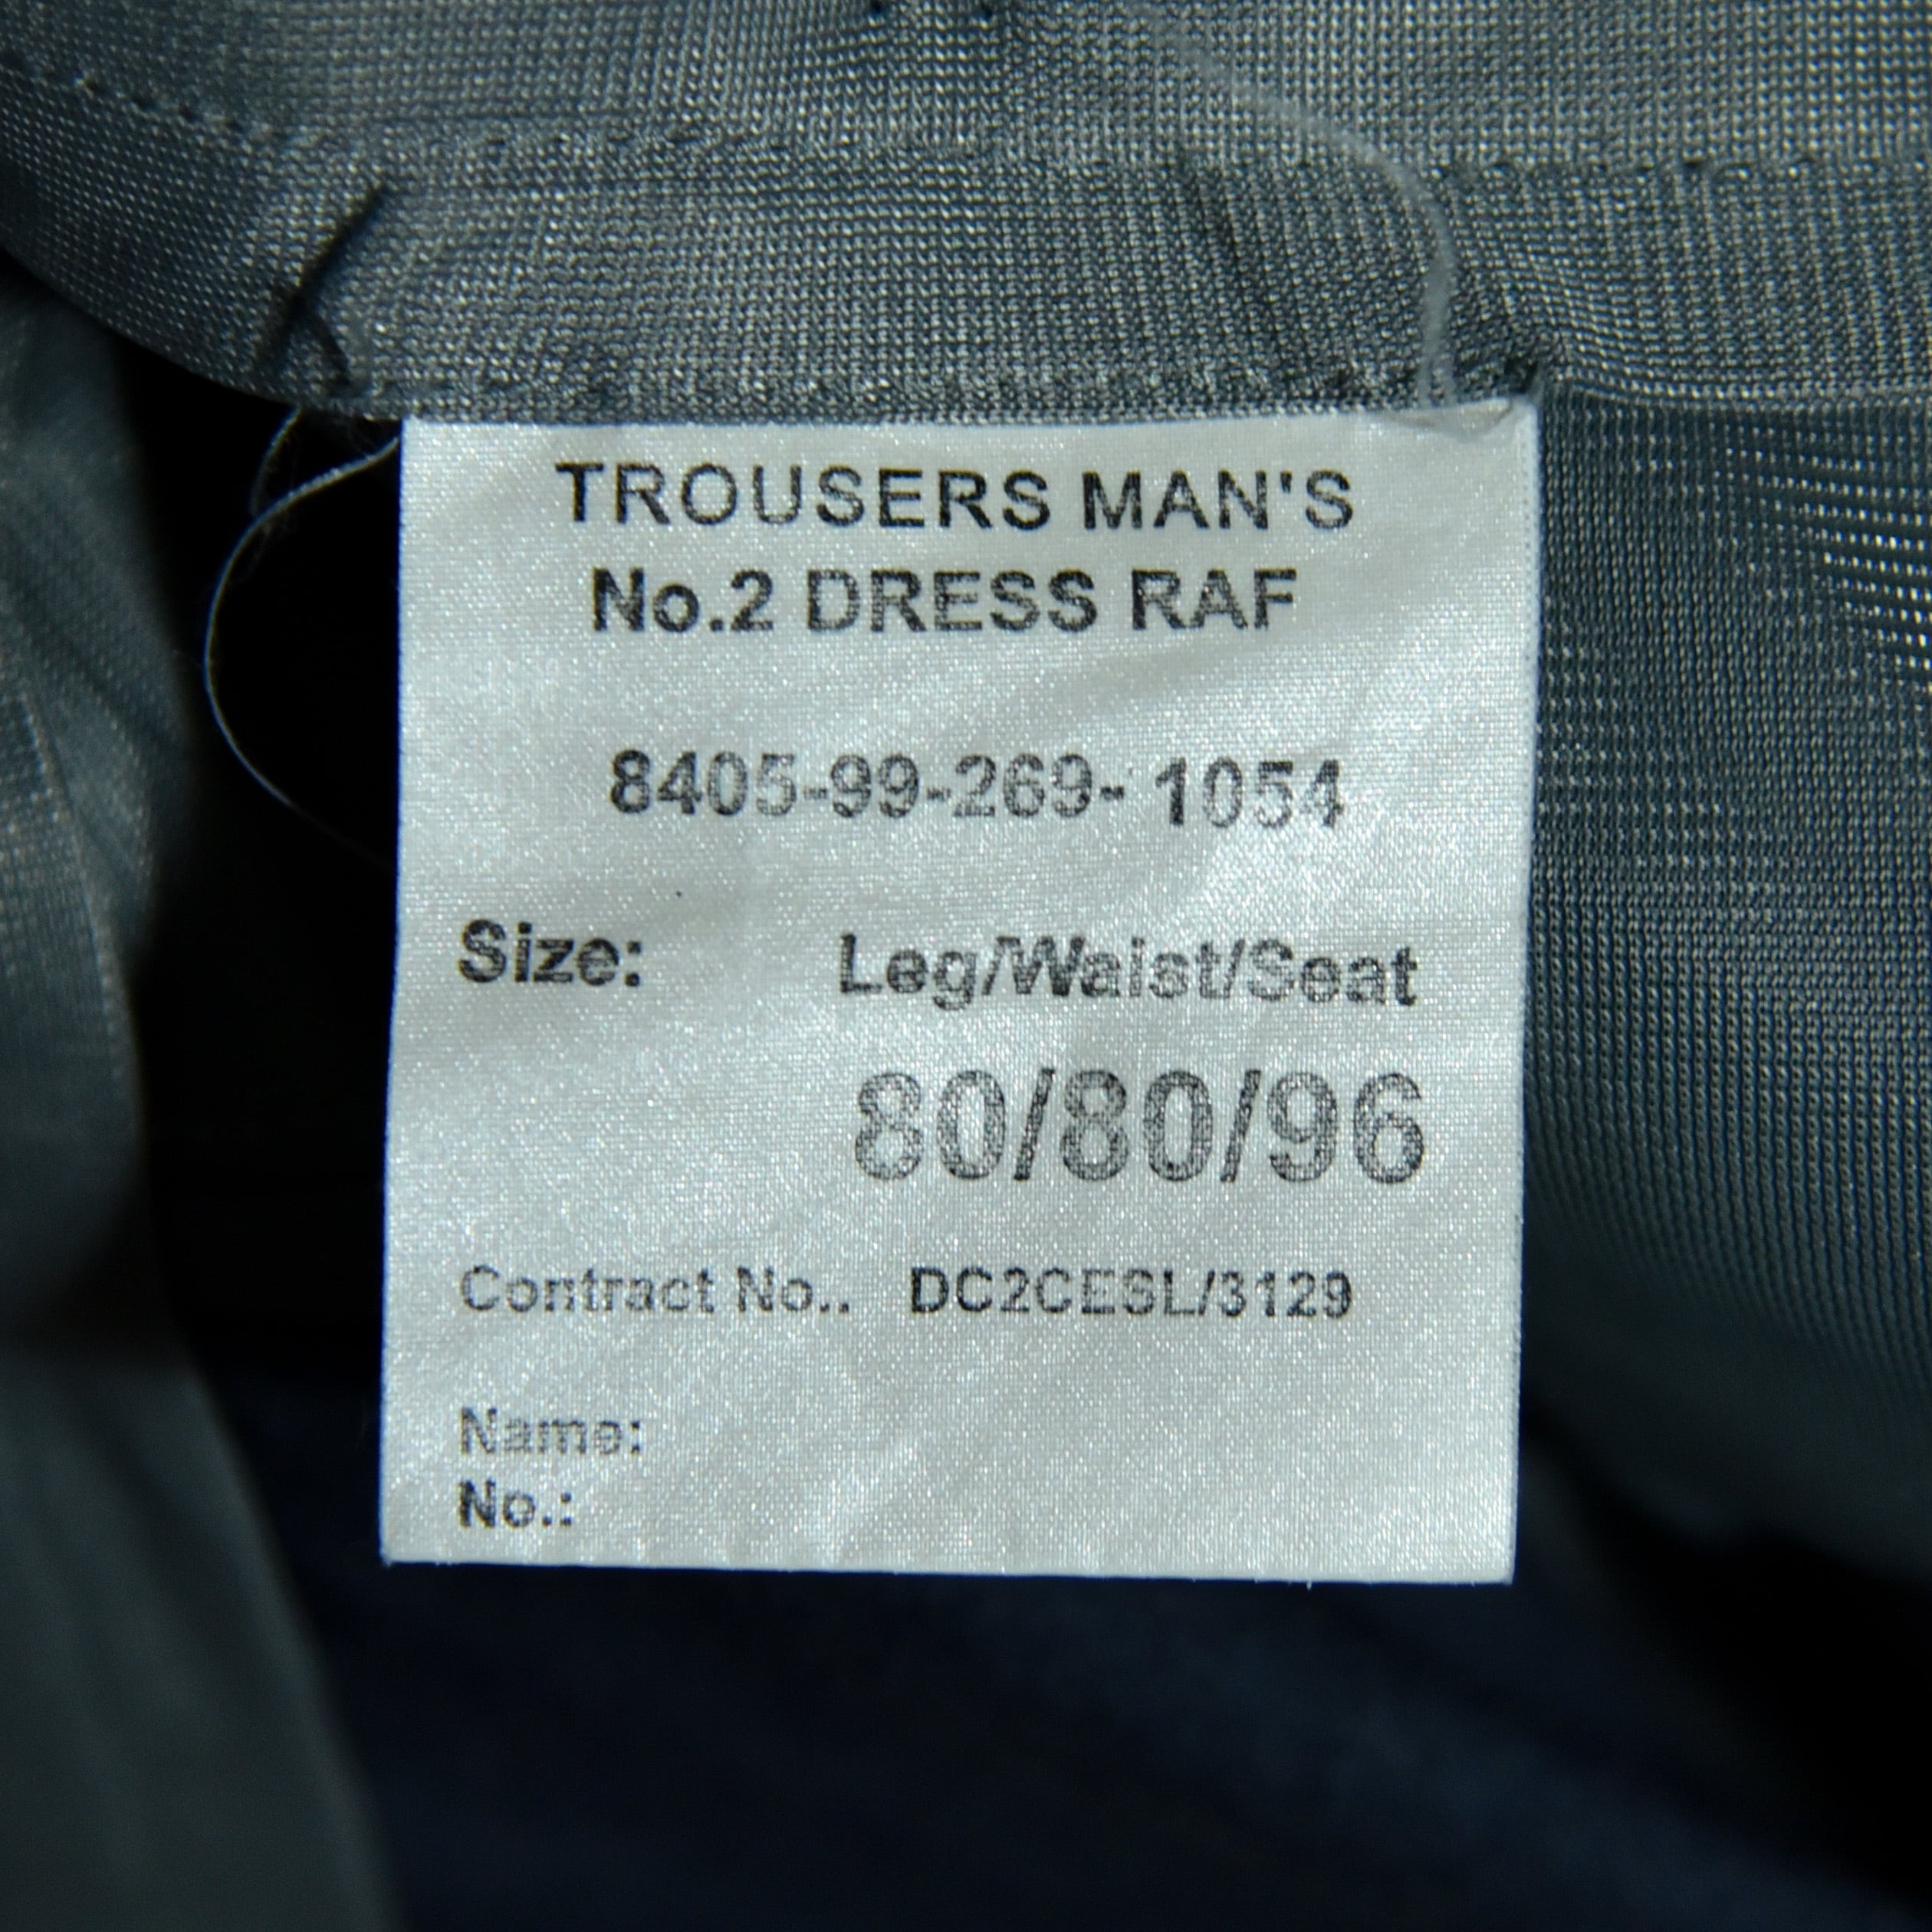 TROUSERS MAN'S
No.2 DRESS RAF
8405-99-269- 1054
Size: Leg/Waist/Seat
80/80/96
Contract No.. DC2CESL/3129
Name:
No.: